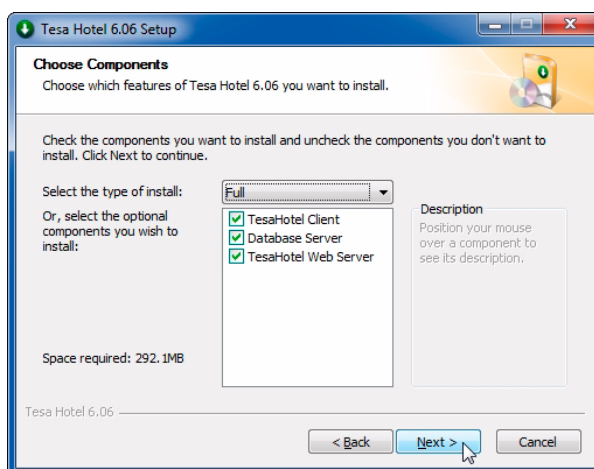 Tesa Hotel 6.06 Setup
Choose Components
Choose which features of Tesa Hotel 6.06 you want to install.
Check the components you want to install and uncheck the components you don't want to
install. Click Next to continue.
Select the type of install:
Full
Or, select the optional
components you wish to
install:
TesaHotel Client
Database Server
TesaHotel Web Server
Description
Position your mouse
over a component to
see its description.
Space required: 292.1MB
Tesa Hotel 6.06
< Back
Next >
Cancel